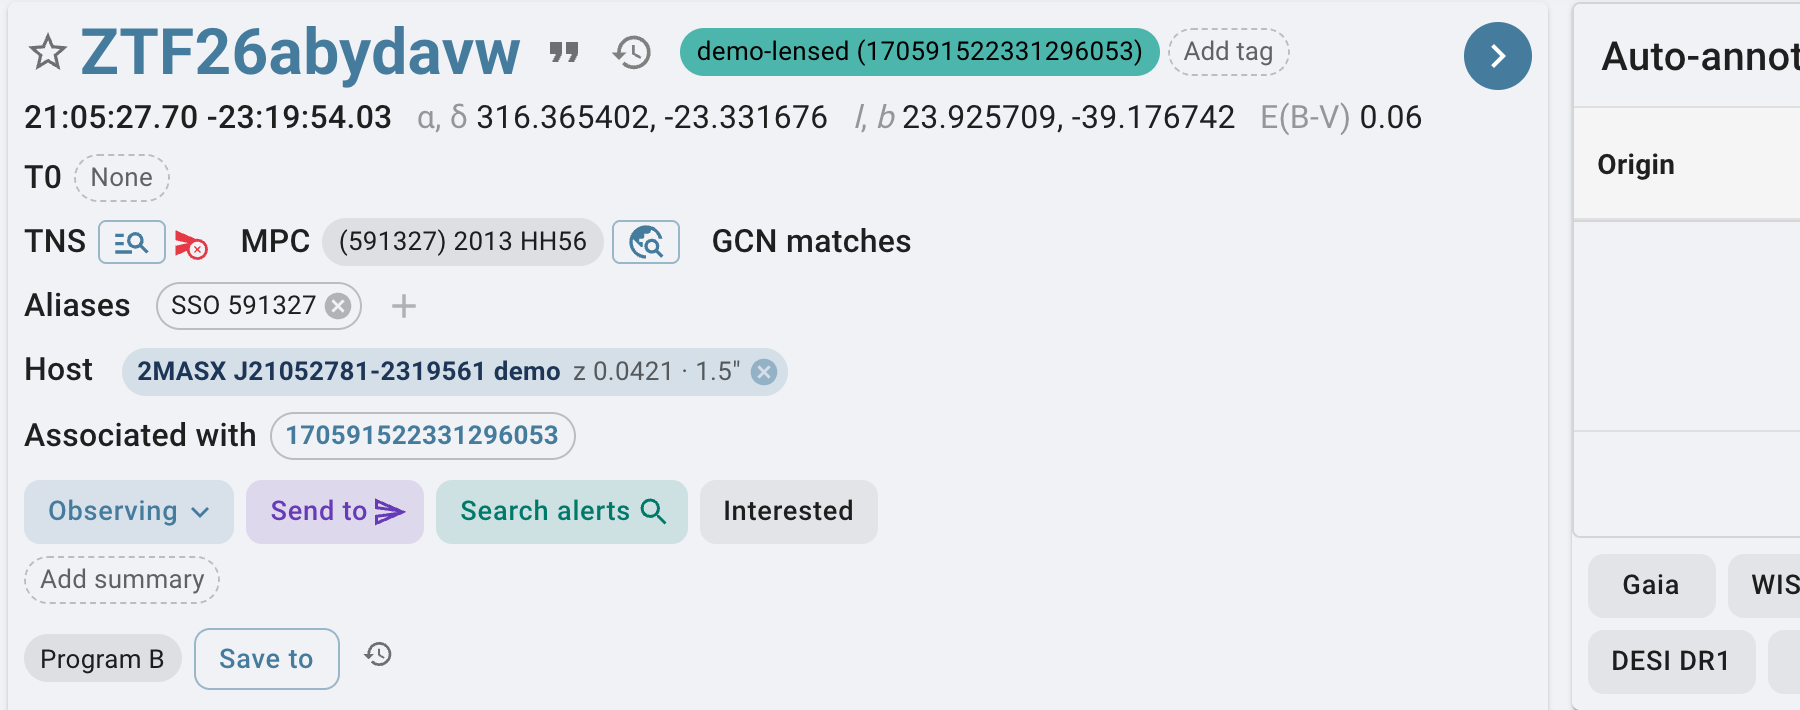 ZTF26abydavw demo-lensed (170591522331296053) Add tag
21:05:27.70 -23:19:54.03 α, δ 316.365402, -23.331676 l, b 23.925709, -39.176742 E(B-V) 0.06
T0 None
TNS MPC (591327) 2013 HH56 GCN matches
Aliases SSO 591327
Host 2MASX J21052781-2319561 demo z 0.0421 · 1.5"
Associated with 170591522331296053
Observing Send to Search alerts Interested
Add summary
Program B Save to
Auto-annot
Origin
Gaia WIS
DESI DR1